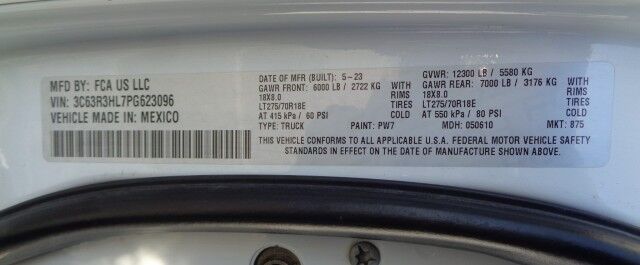 MFD BY: FCA US LLC
VIN: 3C63R3HL7PG623096
VEHICLE MADE IN: MEXICO
DATE OF MFR (BUILT): 5-23
GAWR FRONT: 6000 LB / 2722 KG
18X8.0 RIMS
LT275/70R18E TIRES
AT 415 kPa / 60 PSI COLD
TYPE: TRUCK PAINT: PW7
GVWR: 12300 LB / 5580 KG
GAWR REAR: 7000 LB / 3176 KG
18X8.0 RIMS
LT275/70R18E TIRES
AT 550 kPa / 80 PSI COLD
MDH: 050610 MKT: 875
THIS VEHICLE CONFORMS TO ALL APPLICABLE U.S.A. FEDERAL MOTOR VEHICLE SAFETY
STANDARDS IN EFFECT ON THE DATE OF MANUFACTURE SHOWN ABOVE.